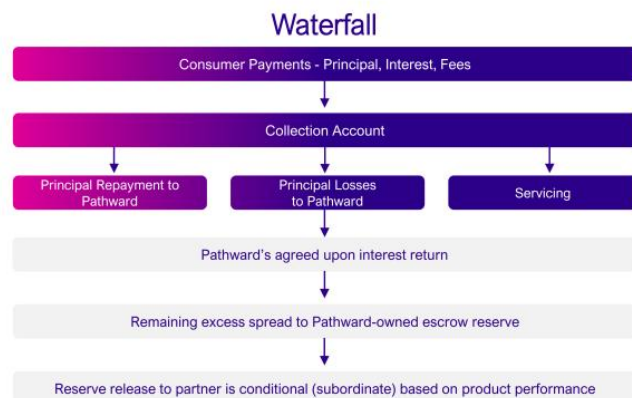 Waterfall
Consumer Payments - Principal, Interest, Fees
Collection Account
Principal Repayment to
Pathward
Principal Losses
to Pathward
Servicing
Pathward's agreed upon interest return
Remaining excess spread to Pathward-owned escrow reserve
Reserve release to partner is conditional (subordinate) based on product performance